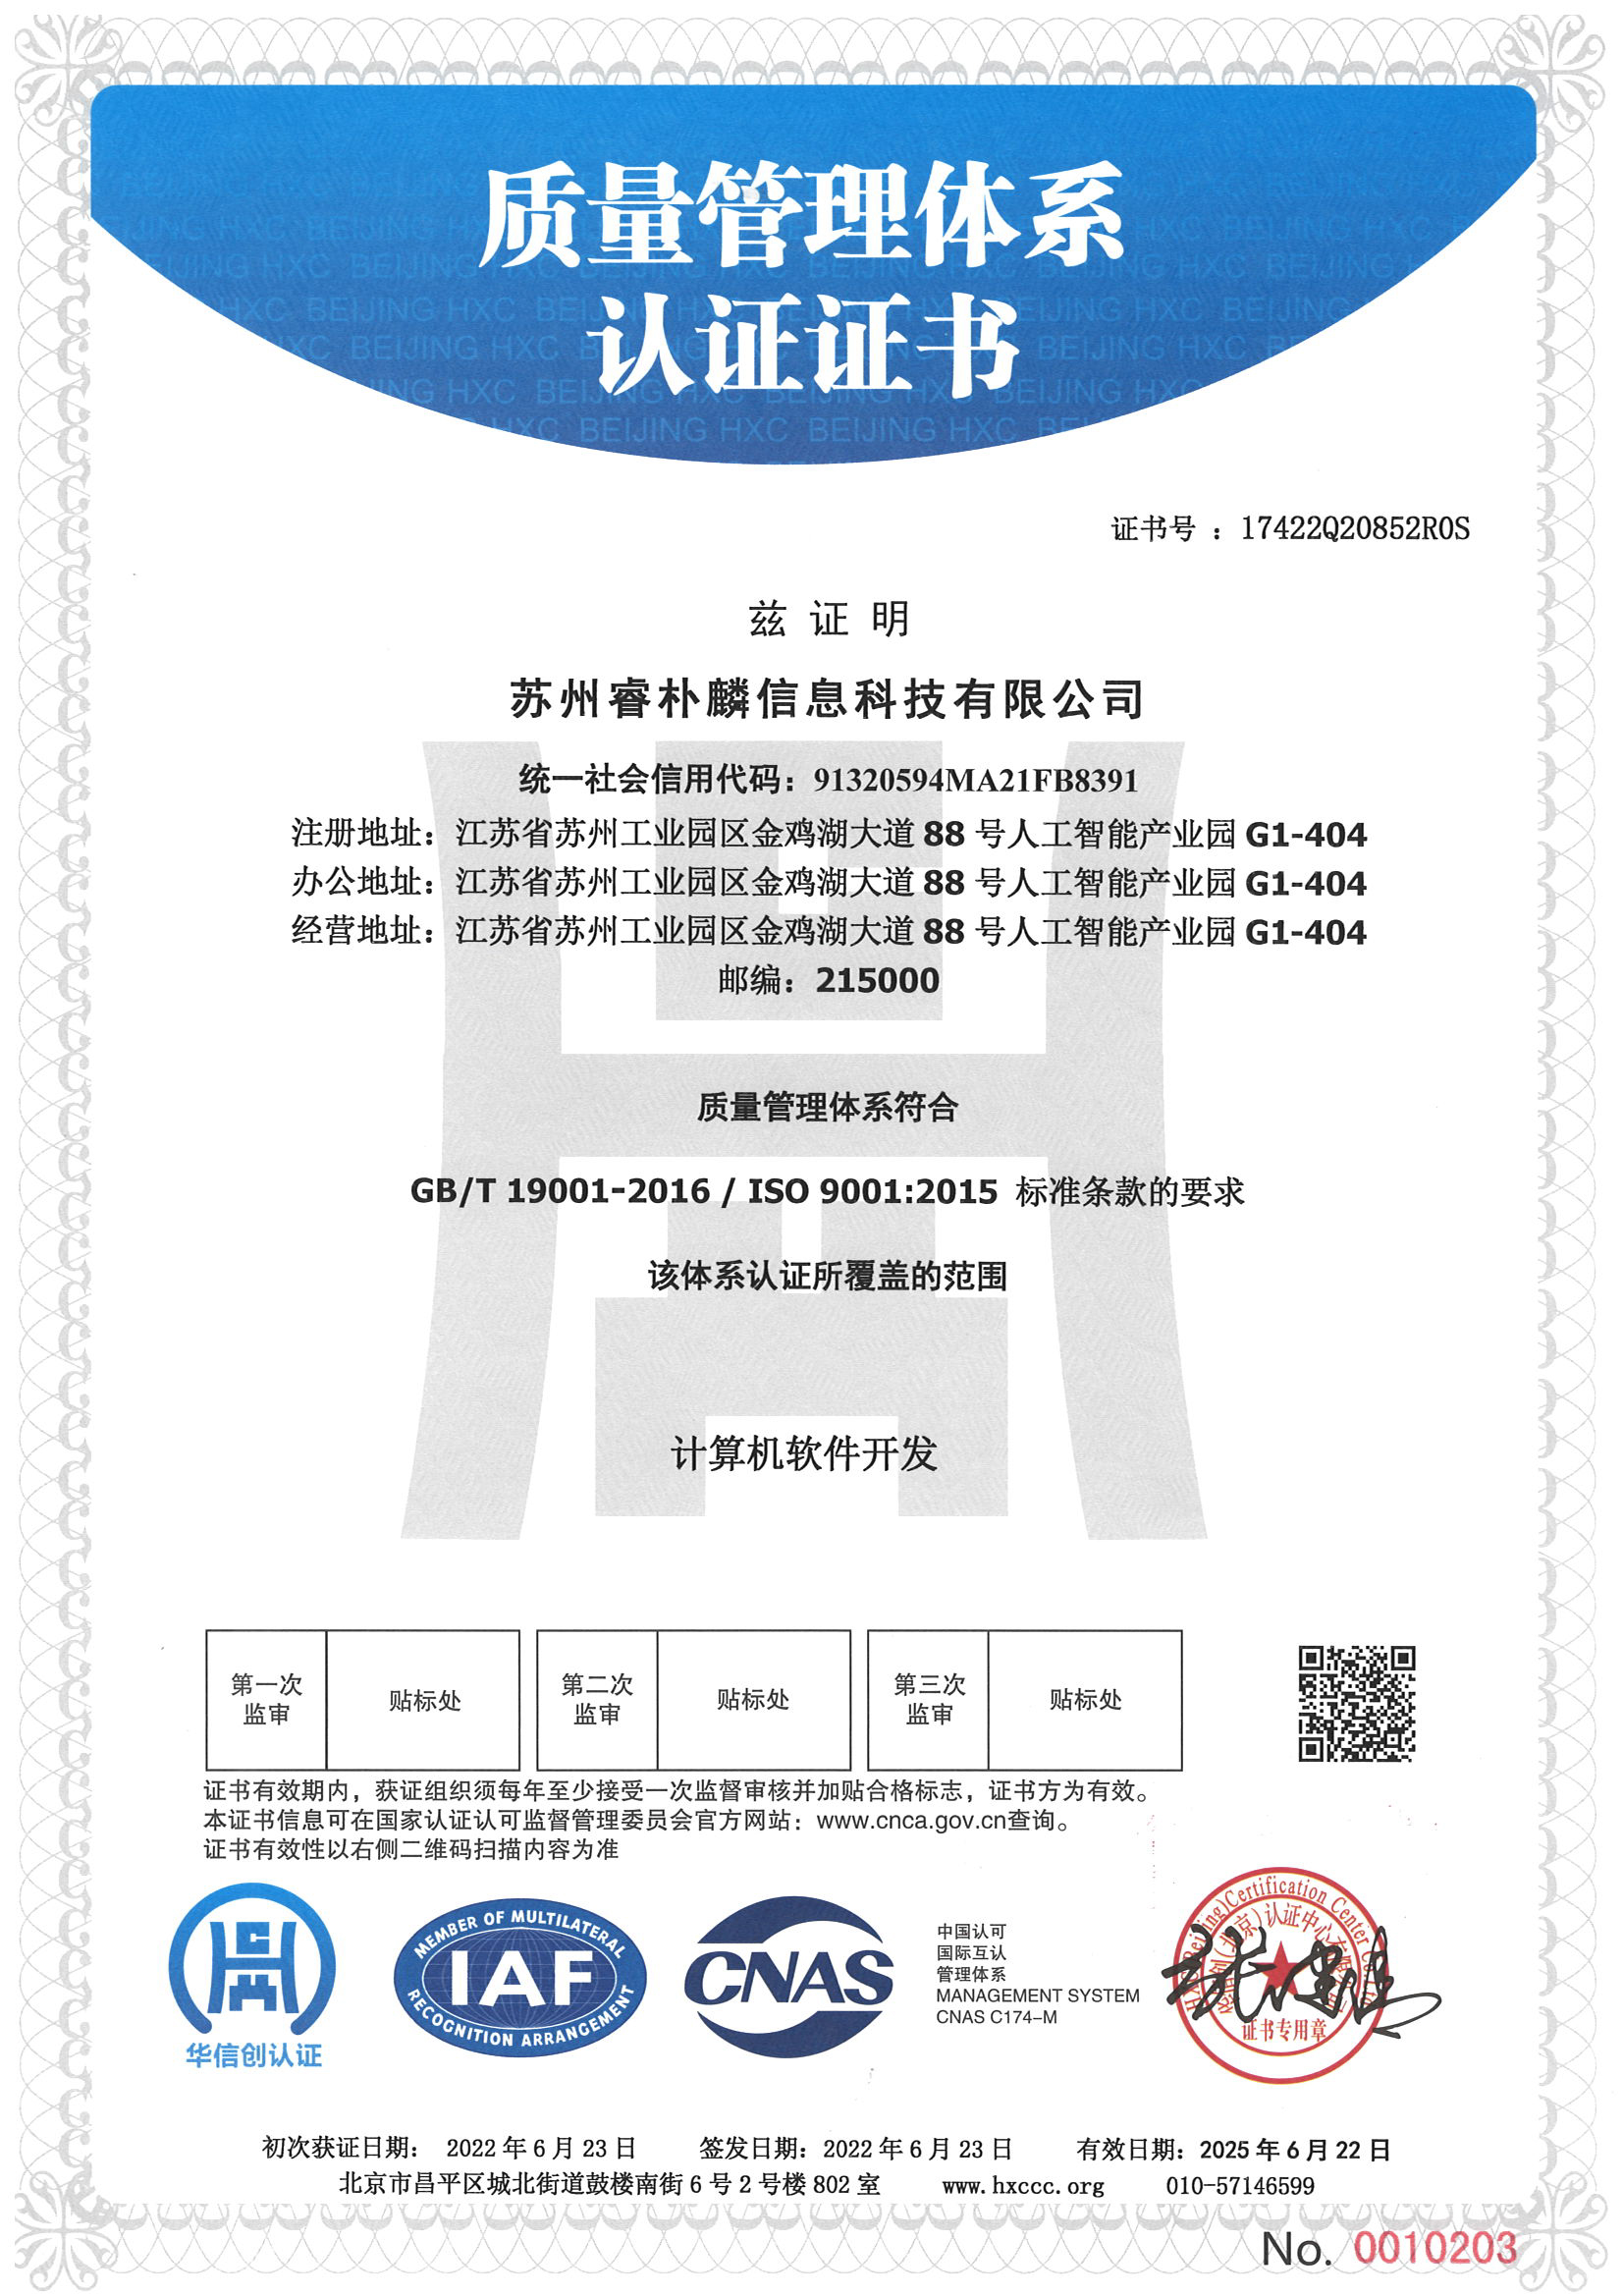 质量管理体系
认证证书
证书号 ：17422Q20852R0S
兹 证 明
苏州睿朴麟信息科技有限公司
统一社会信用代码：91320594MA21FB8391
注册地址：江苏省苏州工业园区金鸡湖大道 88 号人工智能产业园 G1-404
办公地址：江苏省苏州工业园区金鸡湖大道 88 号人工智能产业园 G1-404
经营地址：江苏省苏州工业园区金鸡湖大道 88 号人工智能产业园 G1-404
邮编：215000
质量管理体系符合
GB/T 19001-2016 / ISO 9001:2015 标准条款的要求
该体系认证所覆盖的范围
计算机软件开发
第一次
监审
贴标处
第二次
监审
贴标处
第三次
监审
贴标处
证书有效期内，获证组织须每年至少接受一次监督审核并加贴合格标志，证书方为有效。
本证书信息可在国家认证认可监督管理委员会官方网站：www.cnca.gov.cn查询。
证书有效性以右侧二维码扫描内容为准
华信创认证
MEMBER OF MULTILATERAL
IAF
RECOGNITION ARRANGEMENT
CNAS
中国认可
国际互认
管理体系
MANAGEMENT SYSTEM
CNAS C174-M
Certification Center Co
认证中心有限公司
证书专用章
初次获证日期： 2022 年 6 月 23 日 签发日期：2022 年 6 月 23 日 有效日期：2025 年 6 月 22 日
北京市昌平区城北街道鼓楼南街 6 号 2 号楼 802 室 www.hxccc.org 010-57146599
No. 0010203